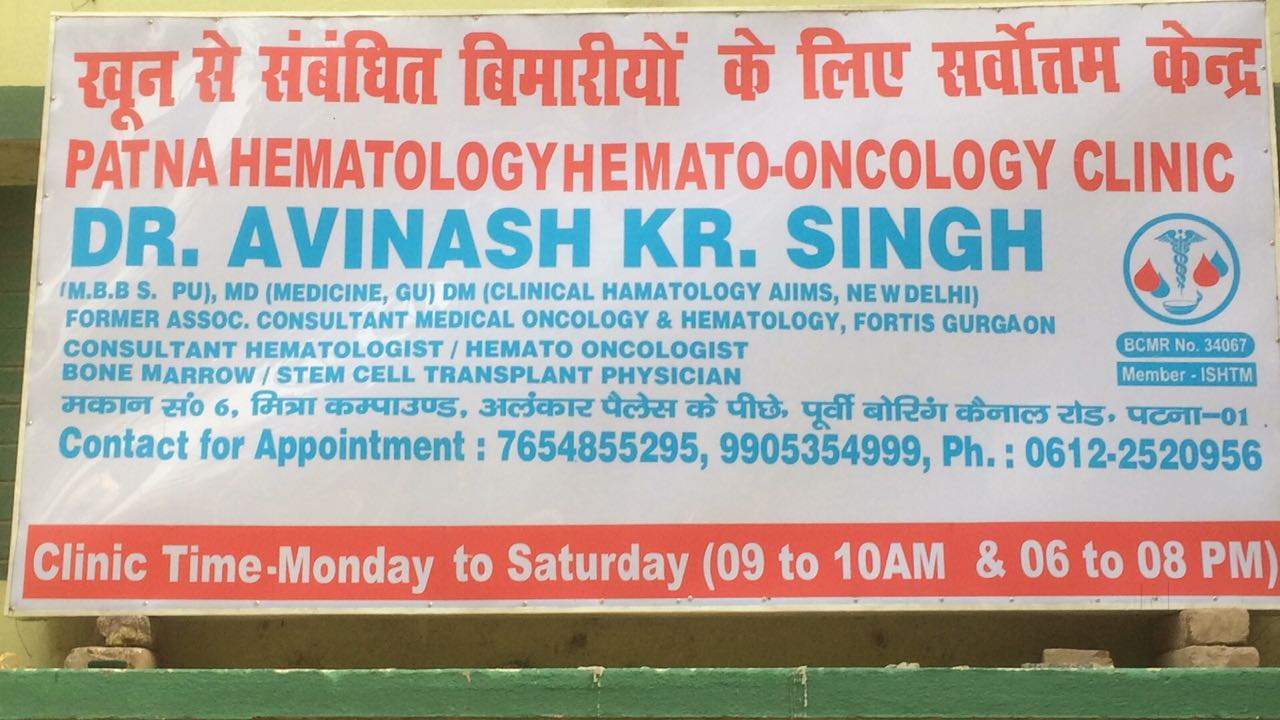 खून से संबंधित बिमारीयों के लिए सर्वोत्तम केन्द्र
PATNA HEMATOLOGY HEMATO-ONCOLOGY CLINIC
DR. AVINASH KR. SINGH
(M.B.B S. PU), MD (MEDICINE, GU) DM (CLINICAL HAMATOLOGY AJIMS, NEW DELHI)
FORMER ASSOC. CONSULTANT MEDICAL ONCOLOGY & HEMATOLOGY, FORTIS GURGAON
CONSULTANT HEMATOLOGIST / HEMATO ONCOLOGIST
BONE MARROW / STEM CELL TRANSPLANT PHYSICIAN
BCMR No. 34067
Member - ISHTM
मकान सं0 6, मित्रा कम्पाउण्ड, अलंकार पैलेस के पीछे, पूर्वी बोरिंग कैनाल रोड, पटना-01
Contact for Appointment : 7654855295, 9905354999, Ph. : 0612-2520956
Clinic Time-Monday to Saturday (09 to 10AM & 06 to 08 PM)